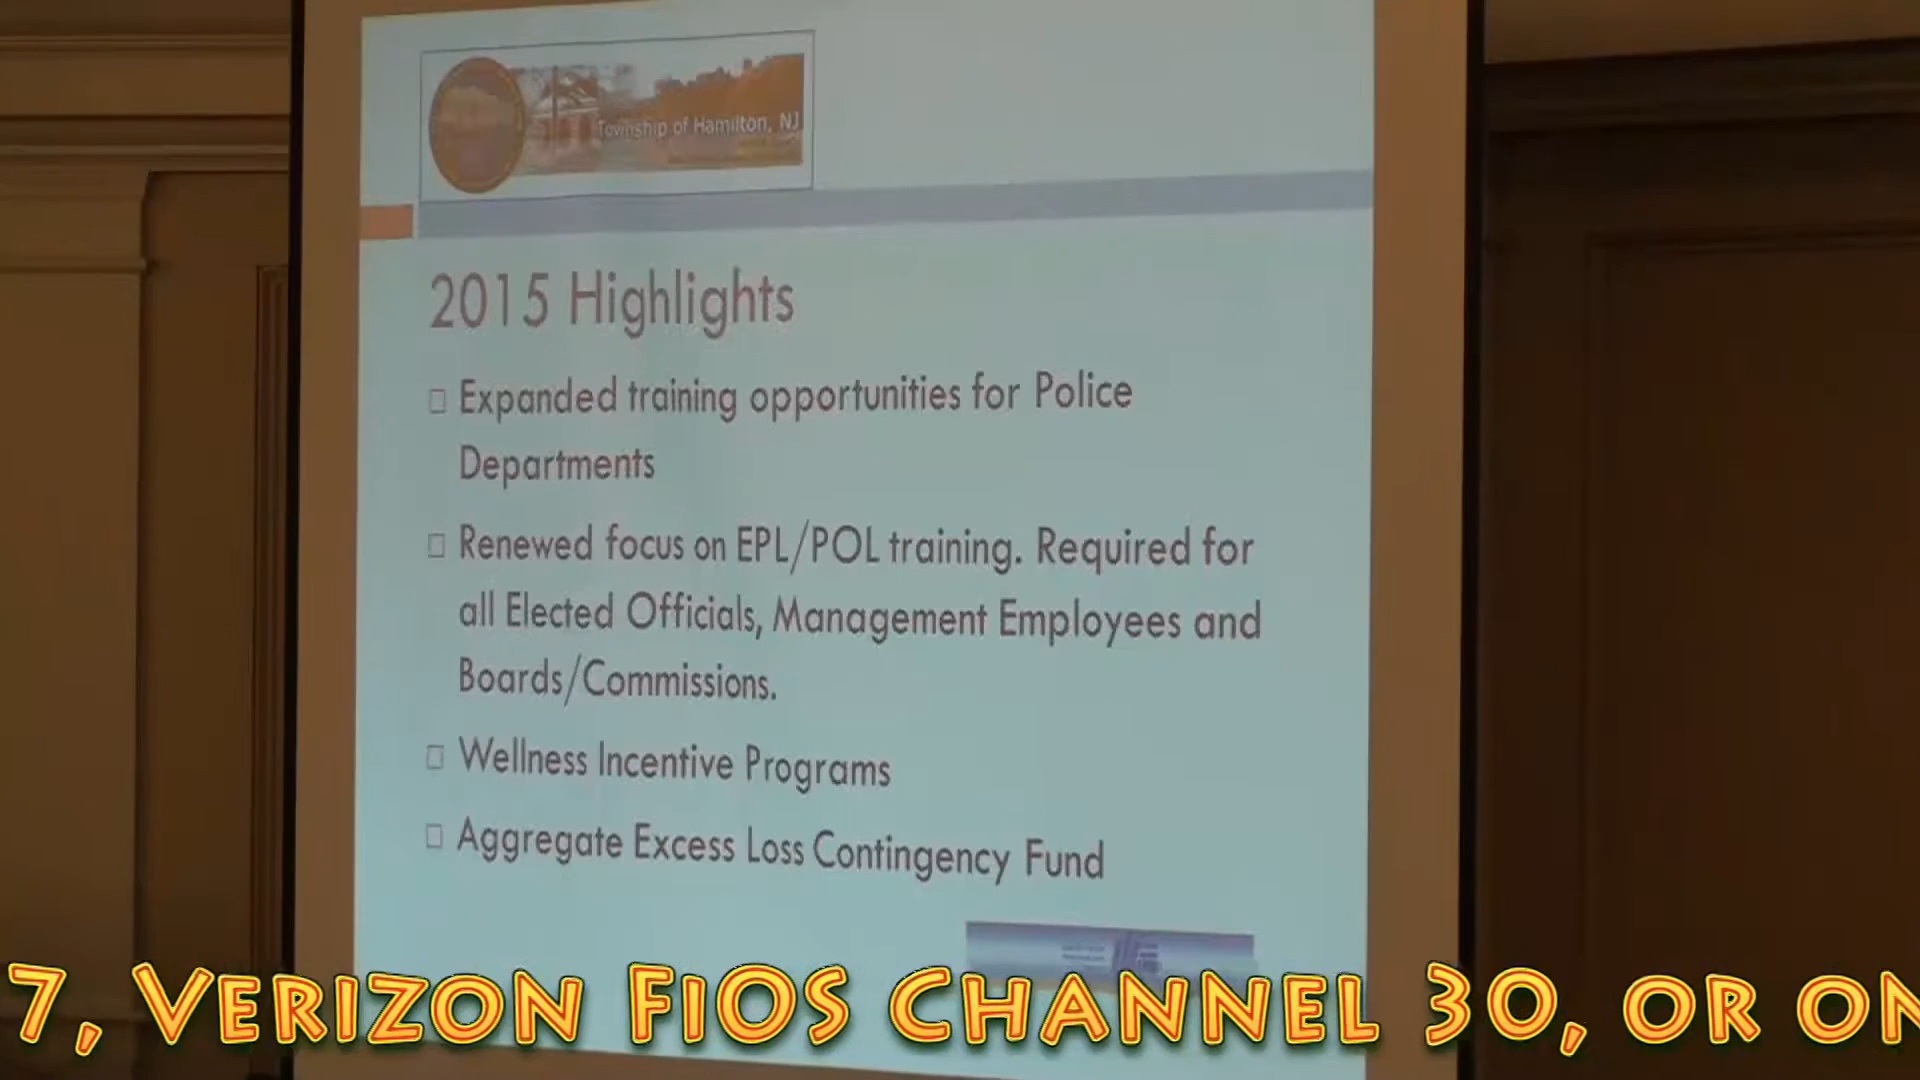 Township of Hamilton, NJ
2015 Highlights
Expanded training opportunities for Police
Departments
Renewed focus on EPL/POL training. Required for
all Elected Officials, Management Employees and
Boards/Commissions.
Wellness Incentive Programs
Aggregate Excess Loss Contingency Fund
7, VERIZON FIOS CHANNEL 30, OR ON